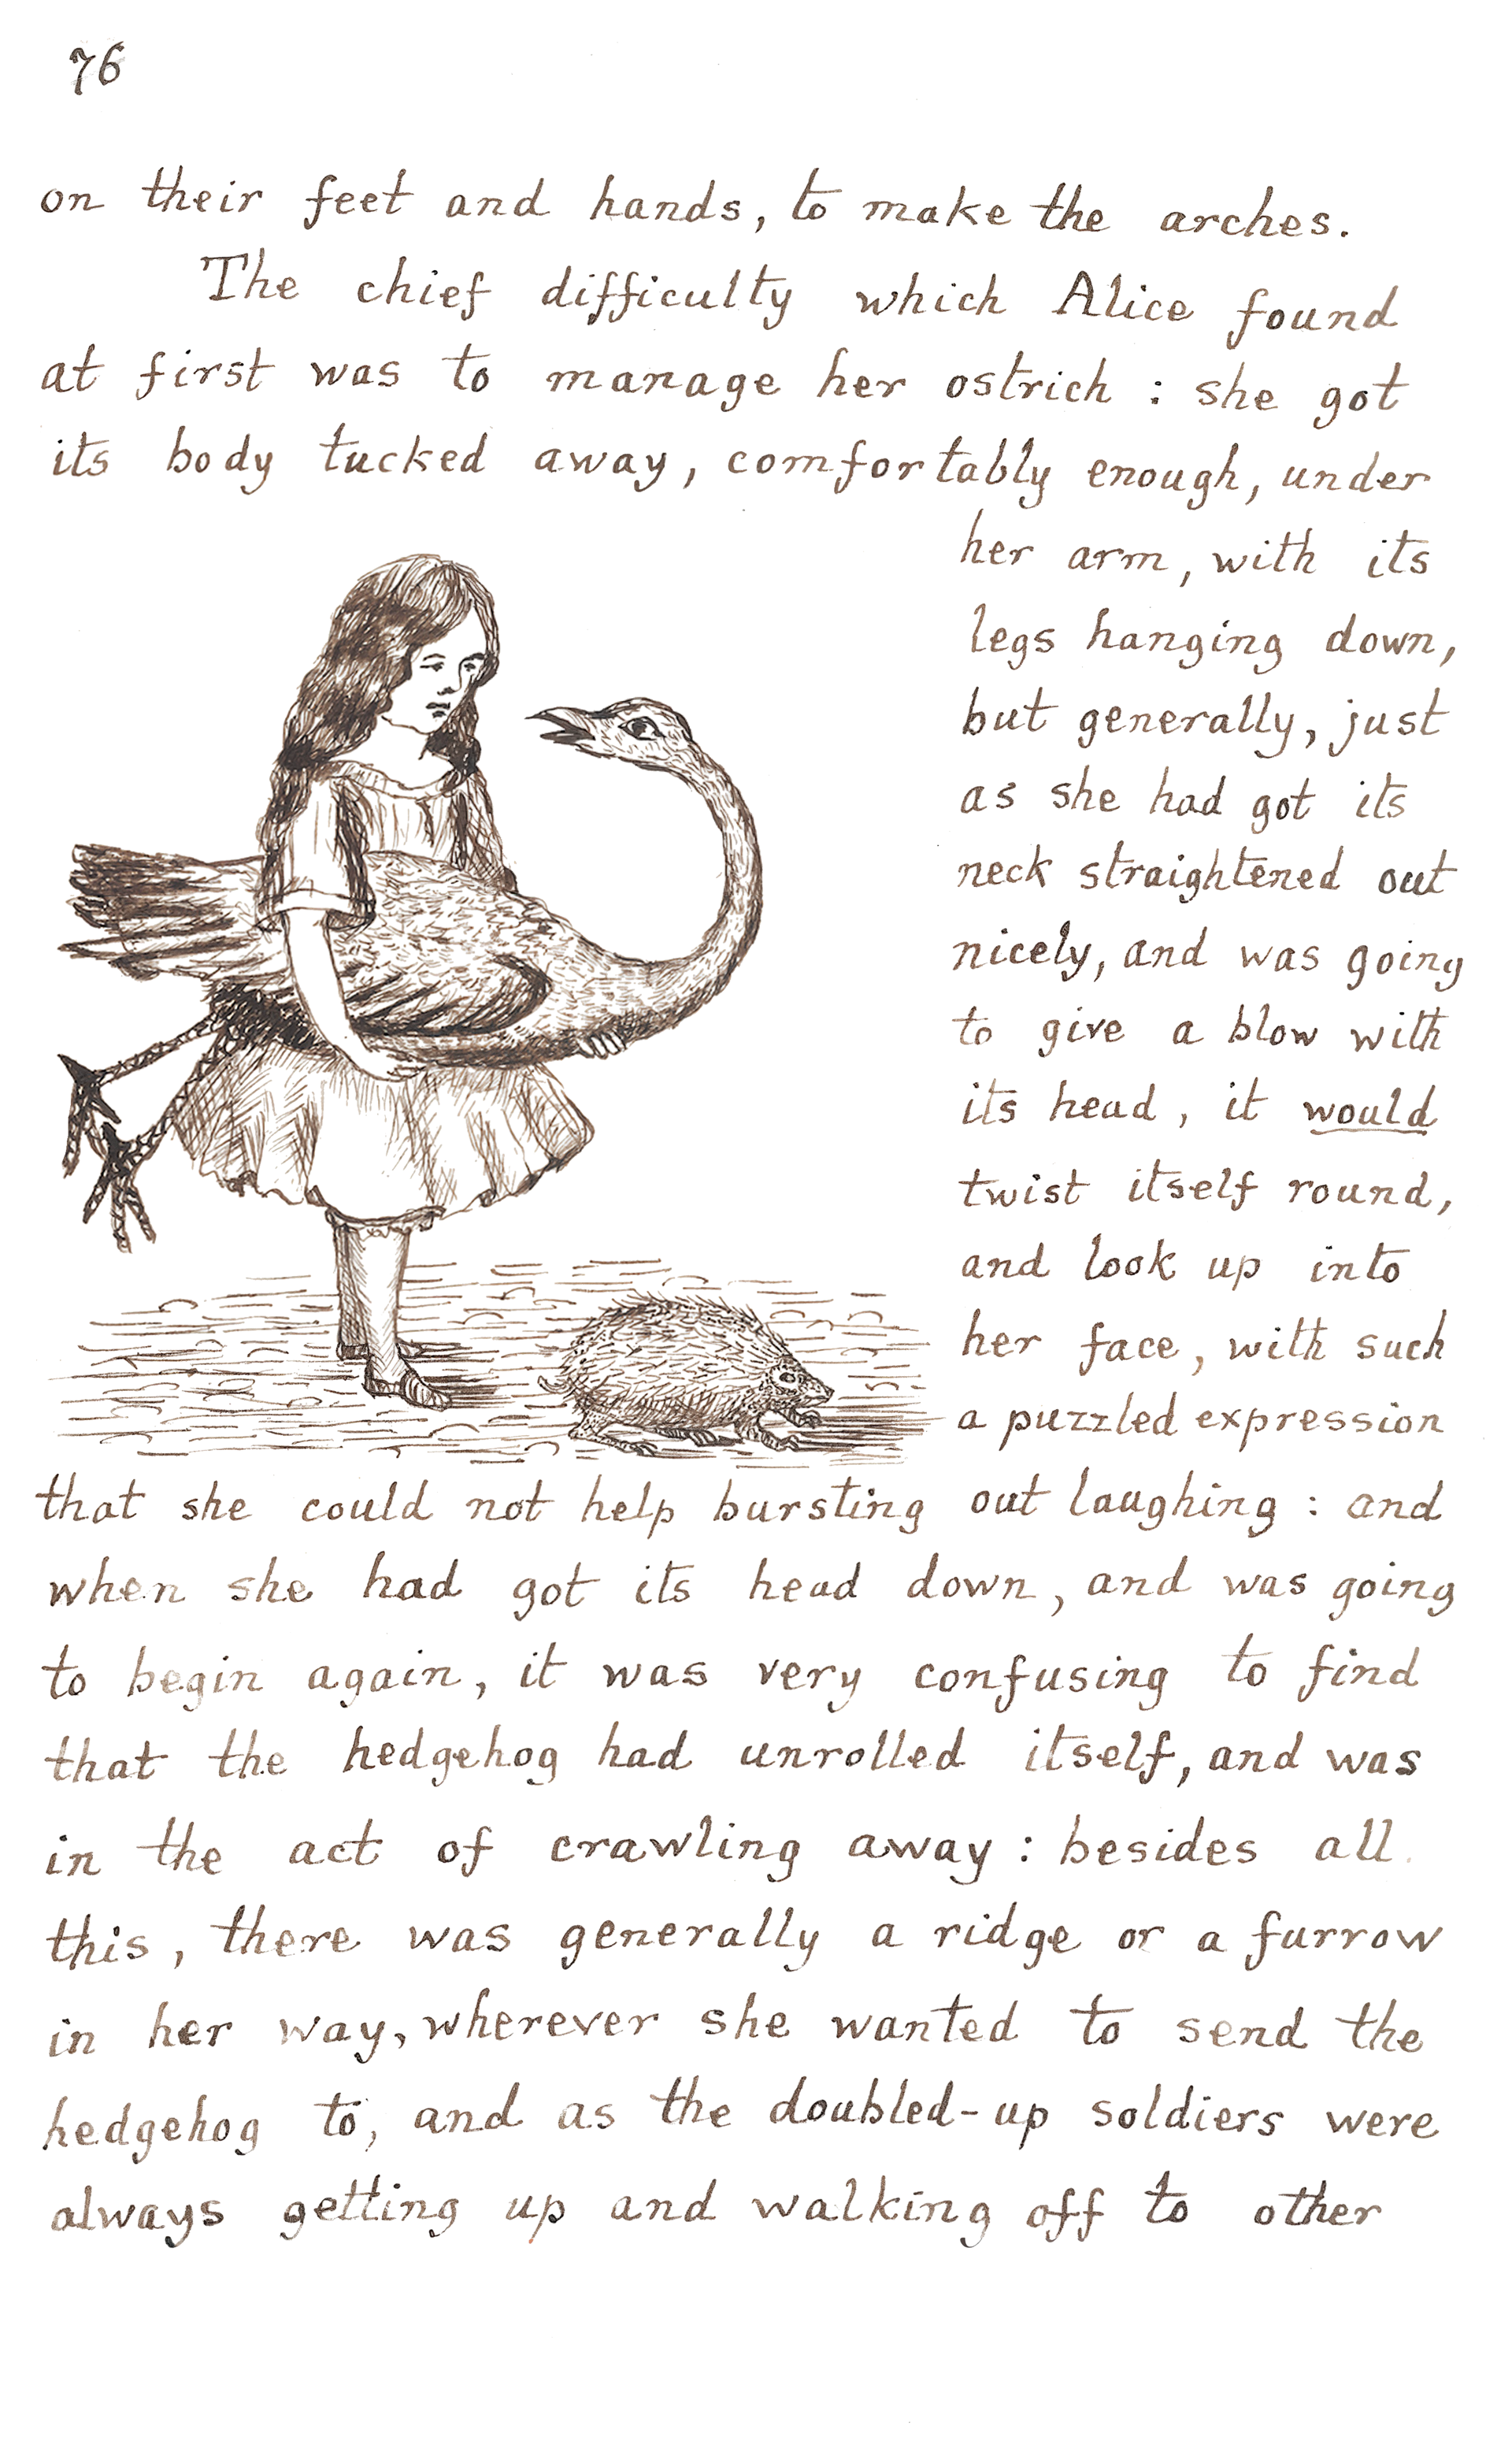 76
on their feet and hands, to make the arches.
The chief difficulty which Alice found
at first was to manage her ostrich : she got
its body tucked away, comfortably enough, under
her arm, with its
legs hanging down,
but generally, just
as she had got its
neck straightened out
nicely, and was going
to give a blow with
its head, it would
twist itself round,
and look up into
her face, with such
a puzzled expression
that she could not help bursting out laughing : and
when she had got its head down, and was going
to begin again, it was very confusing to find
that the hedgehog had unrolled itself, and was
in the act of crawling away : besides all
this, there was generally a ridge or a furrow
in her way, wherever she wanted to send the
hedgehog to, and as the doubled-up soldiers were
always getting up and walking off to other